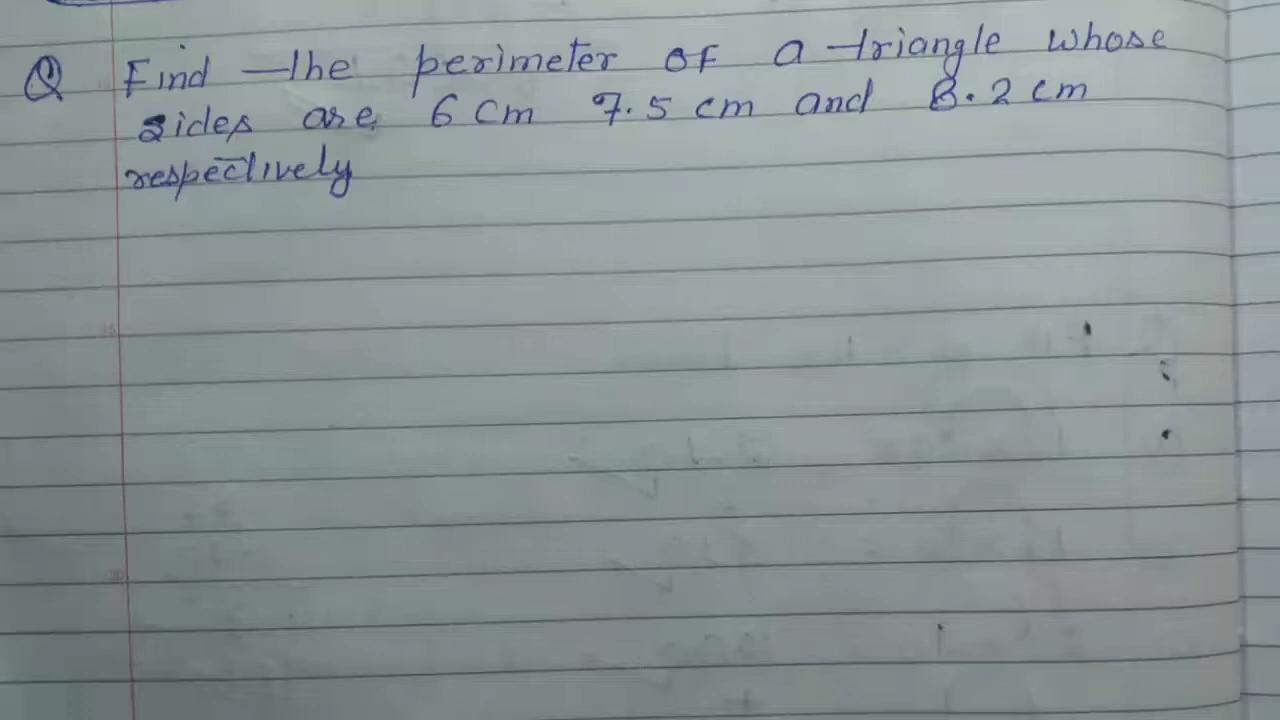 Q Find the perimeter of a triangle whose
sides are 6 cm 7.5 cm and 8.2 cm
respectively